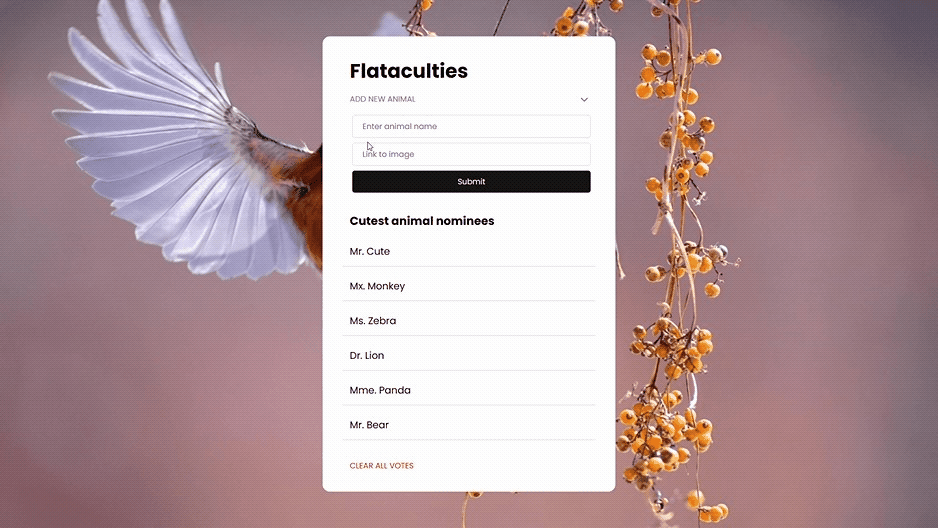 Flataculties
ADD NEW ANIMAL
Enter animal name
Link to image
Submit
Cutest animal nominees
Mr. Cute
Mx. Monkey
Ms. Zebra
Dr. Lion
Mme. Panda
Mr. Bear
CLEAR ALL VOTES